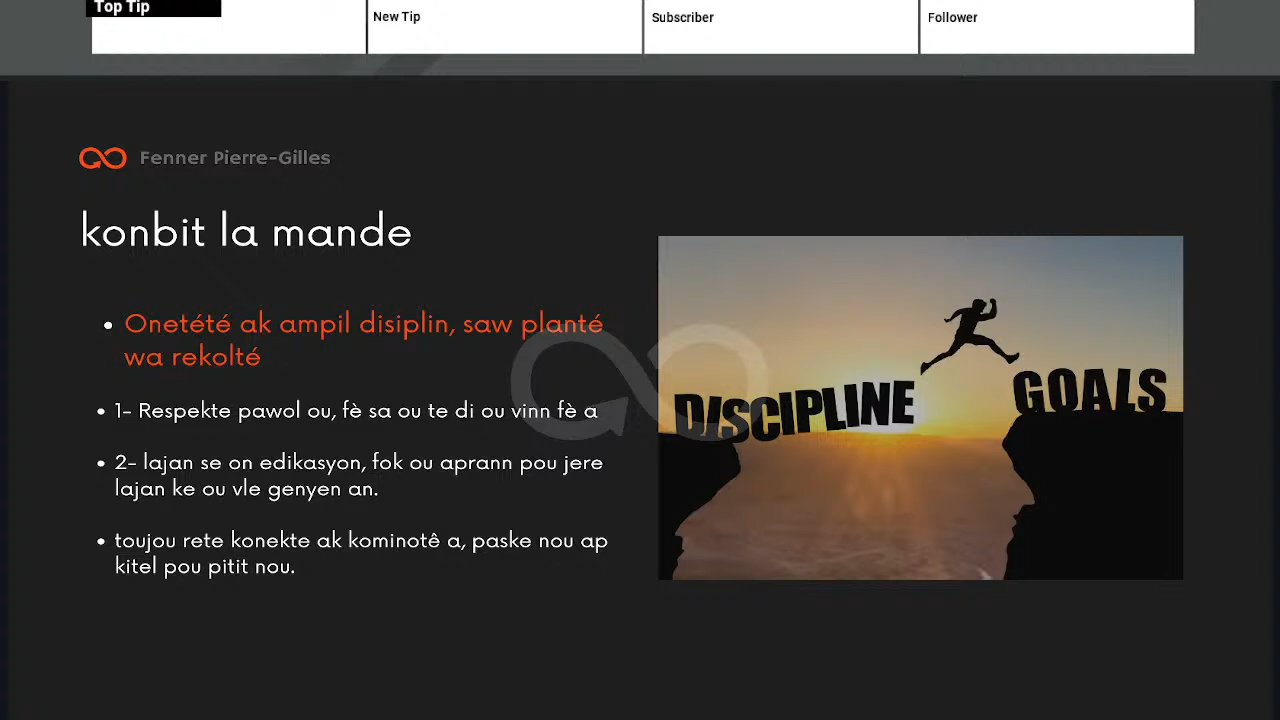 Top Tip
New Tip
Subscriber
Follower
Fenner Pierre-Gilles
konbit la mande
• Onetété ak ampil disiplin, saw planté
wa rekolté
• 1- Respekte pawol ou, fè sa ou te di ou vinn fè a
• 2- lajan se on edikasyon, fok ou aprann pou jere
lajan ke ou vle genyen an.
• toujou rete konekte ak kominotê a, paske nou ap
kitel pou pitit nou.
DISCIPLINE
GOALS